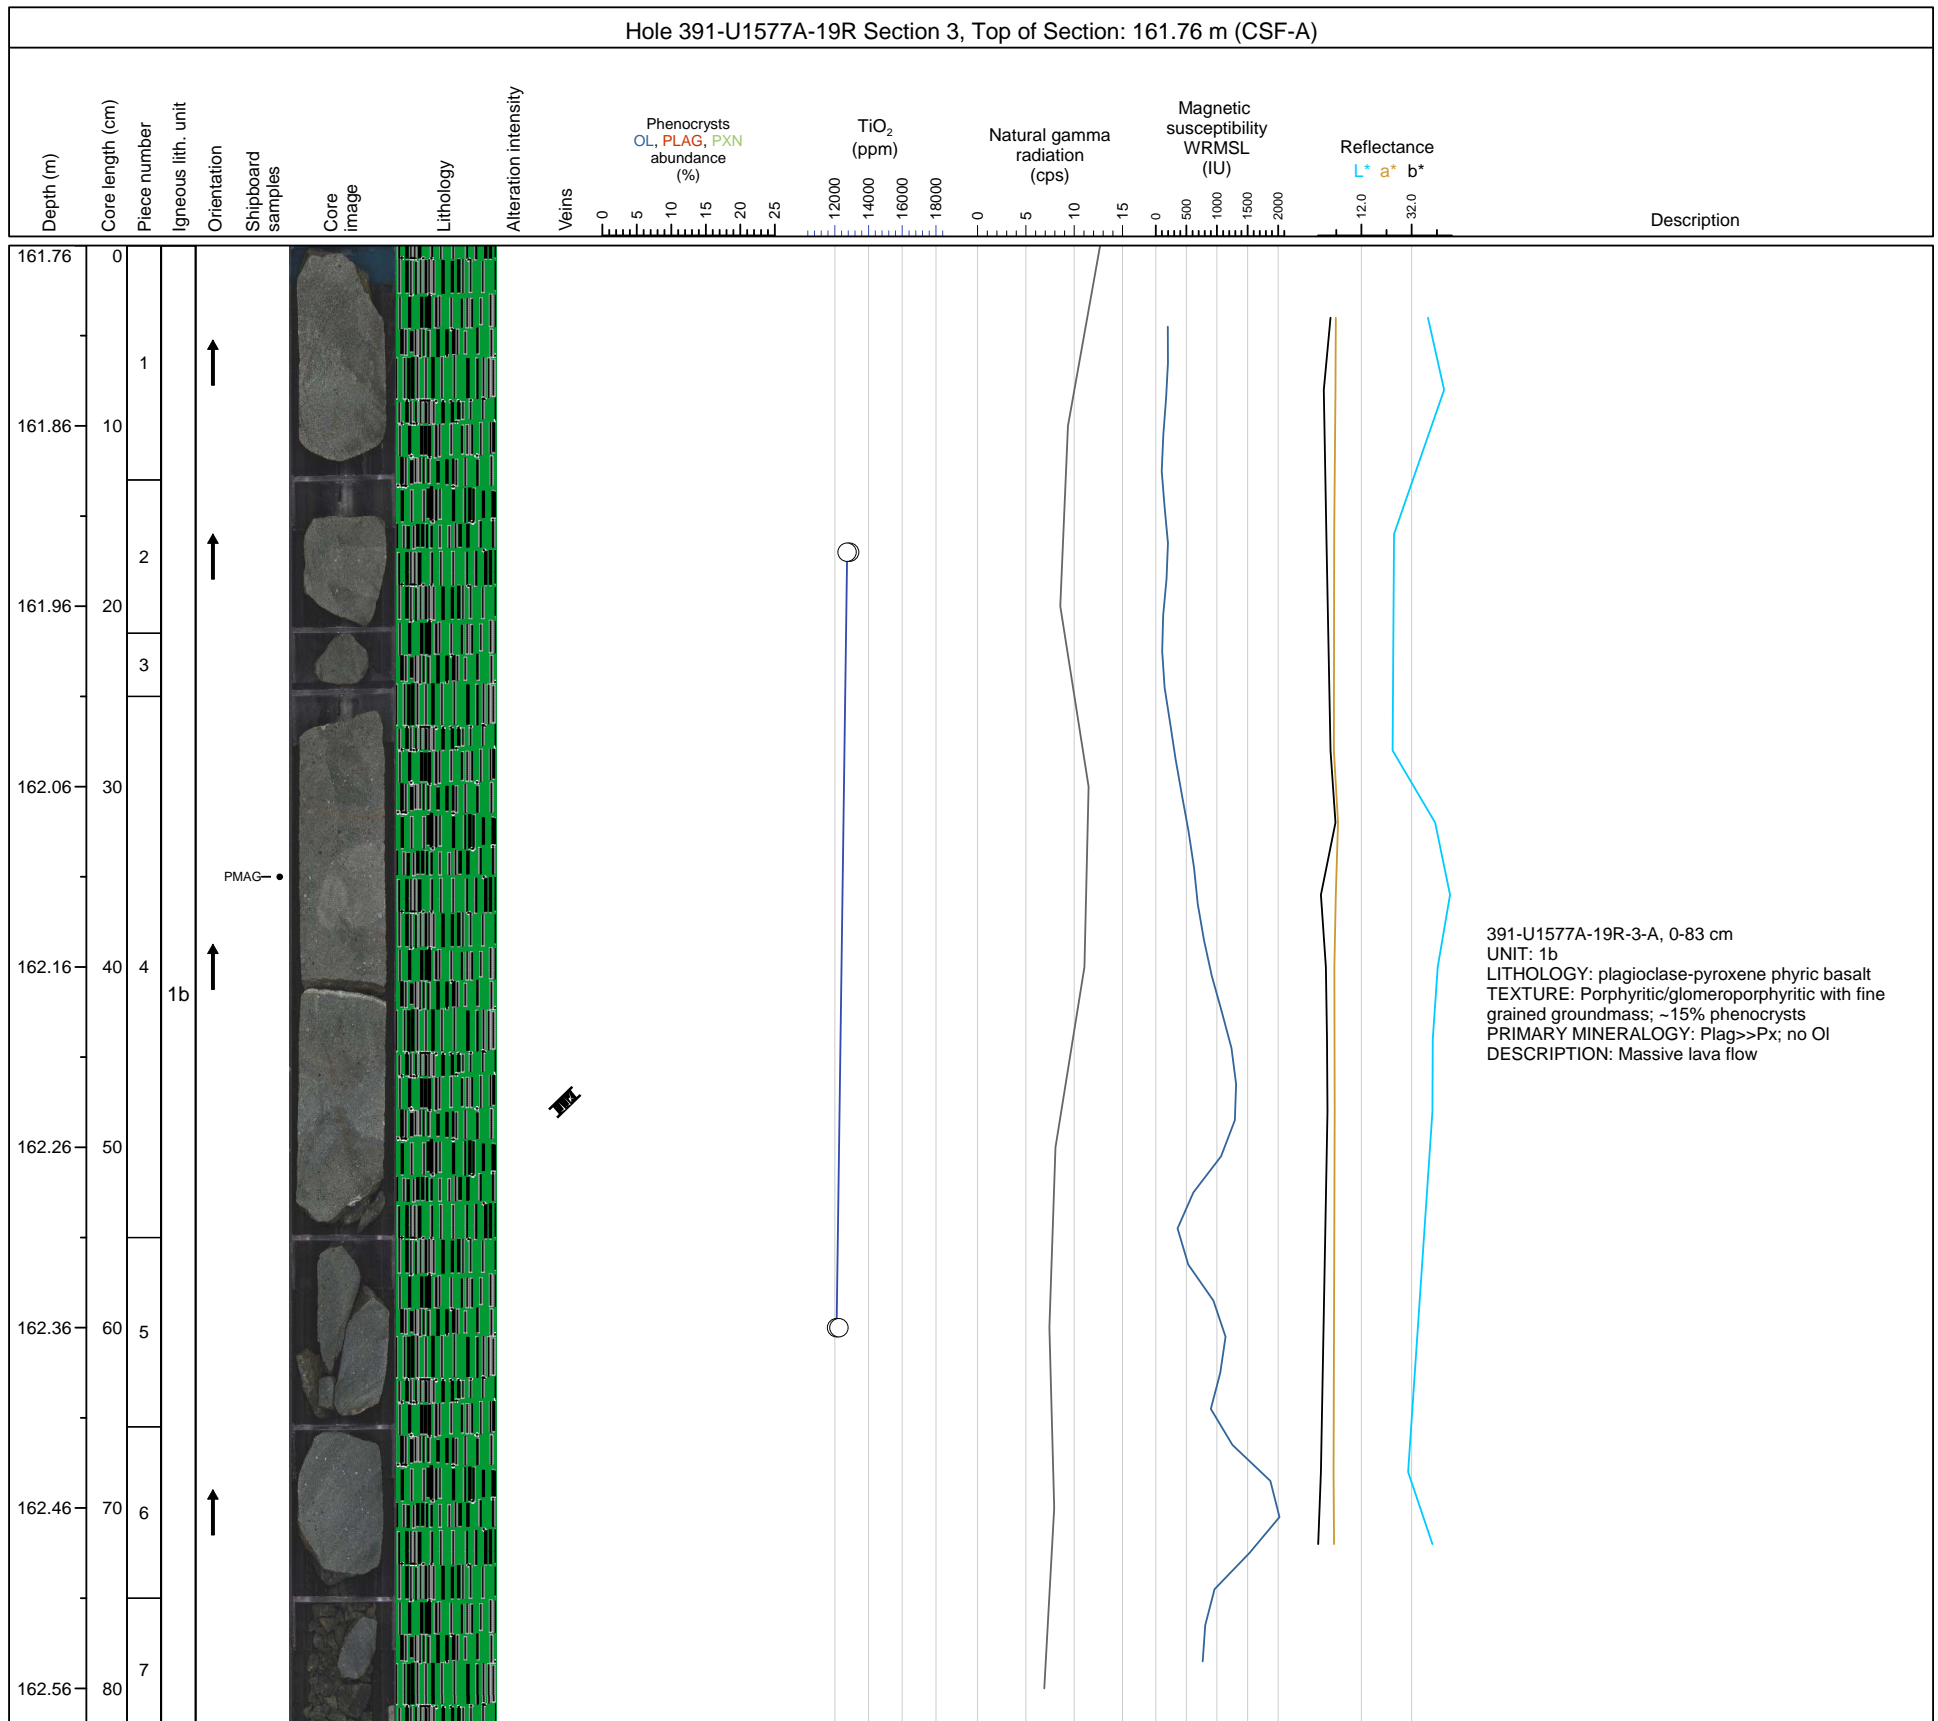 Hole 391-U1577A-19R Section 3, Top of Section: 161.76 m (CSF-A)
Depth (m)
Core length (cm)
Piece number
Igneous lith. unit
Orientation
Shipboard
samples
Core
image
Lithology
Alteration intensity
Veins
Phenocrysts
OL, PLAG, PXN
abundance
(%)
0 5 10 15 20 25
TiO2
(ppm)
12000 14000 16000 18000
Natural gamma
radiation
(cps)
0 5 10 15
Magnetic
susceptibility
WRMSL
(IU)
0 500 1000 1500 2000
Reflectance
L* a* b*
12.0 32.0
Description
161.76 0
1
161.86 10
2
161.96 20
3
162.06 30
PMAG
162.16 40 4
1b
162.26 50
162.36 60 5
162.46 70 6
7
162.56 80
391-U1577A-19R-3-A, 0-83 cm
UNIT: 1b
LITHOLOGY: plagioclase-pyroxene phyric basalt
TEXTURE: Porphyritic/glomeroporphyritic with fine
grained groundmass; ~15% phenocrysts
PRIMARY MINERALOGY: Plag>>Px; no Ol
DESCRIPTION: Massive lava flow